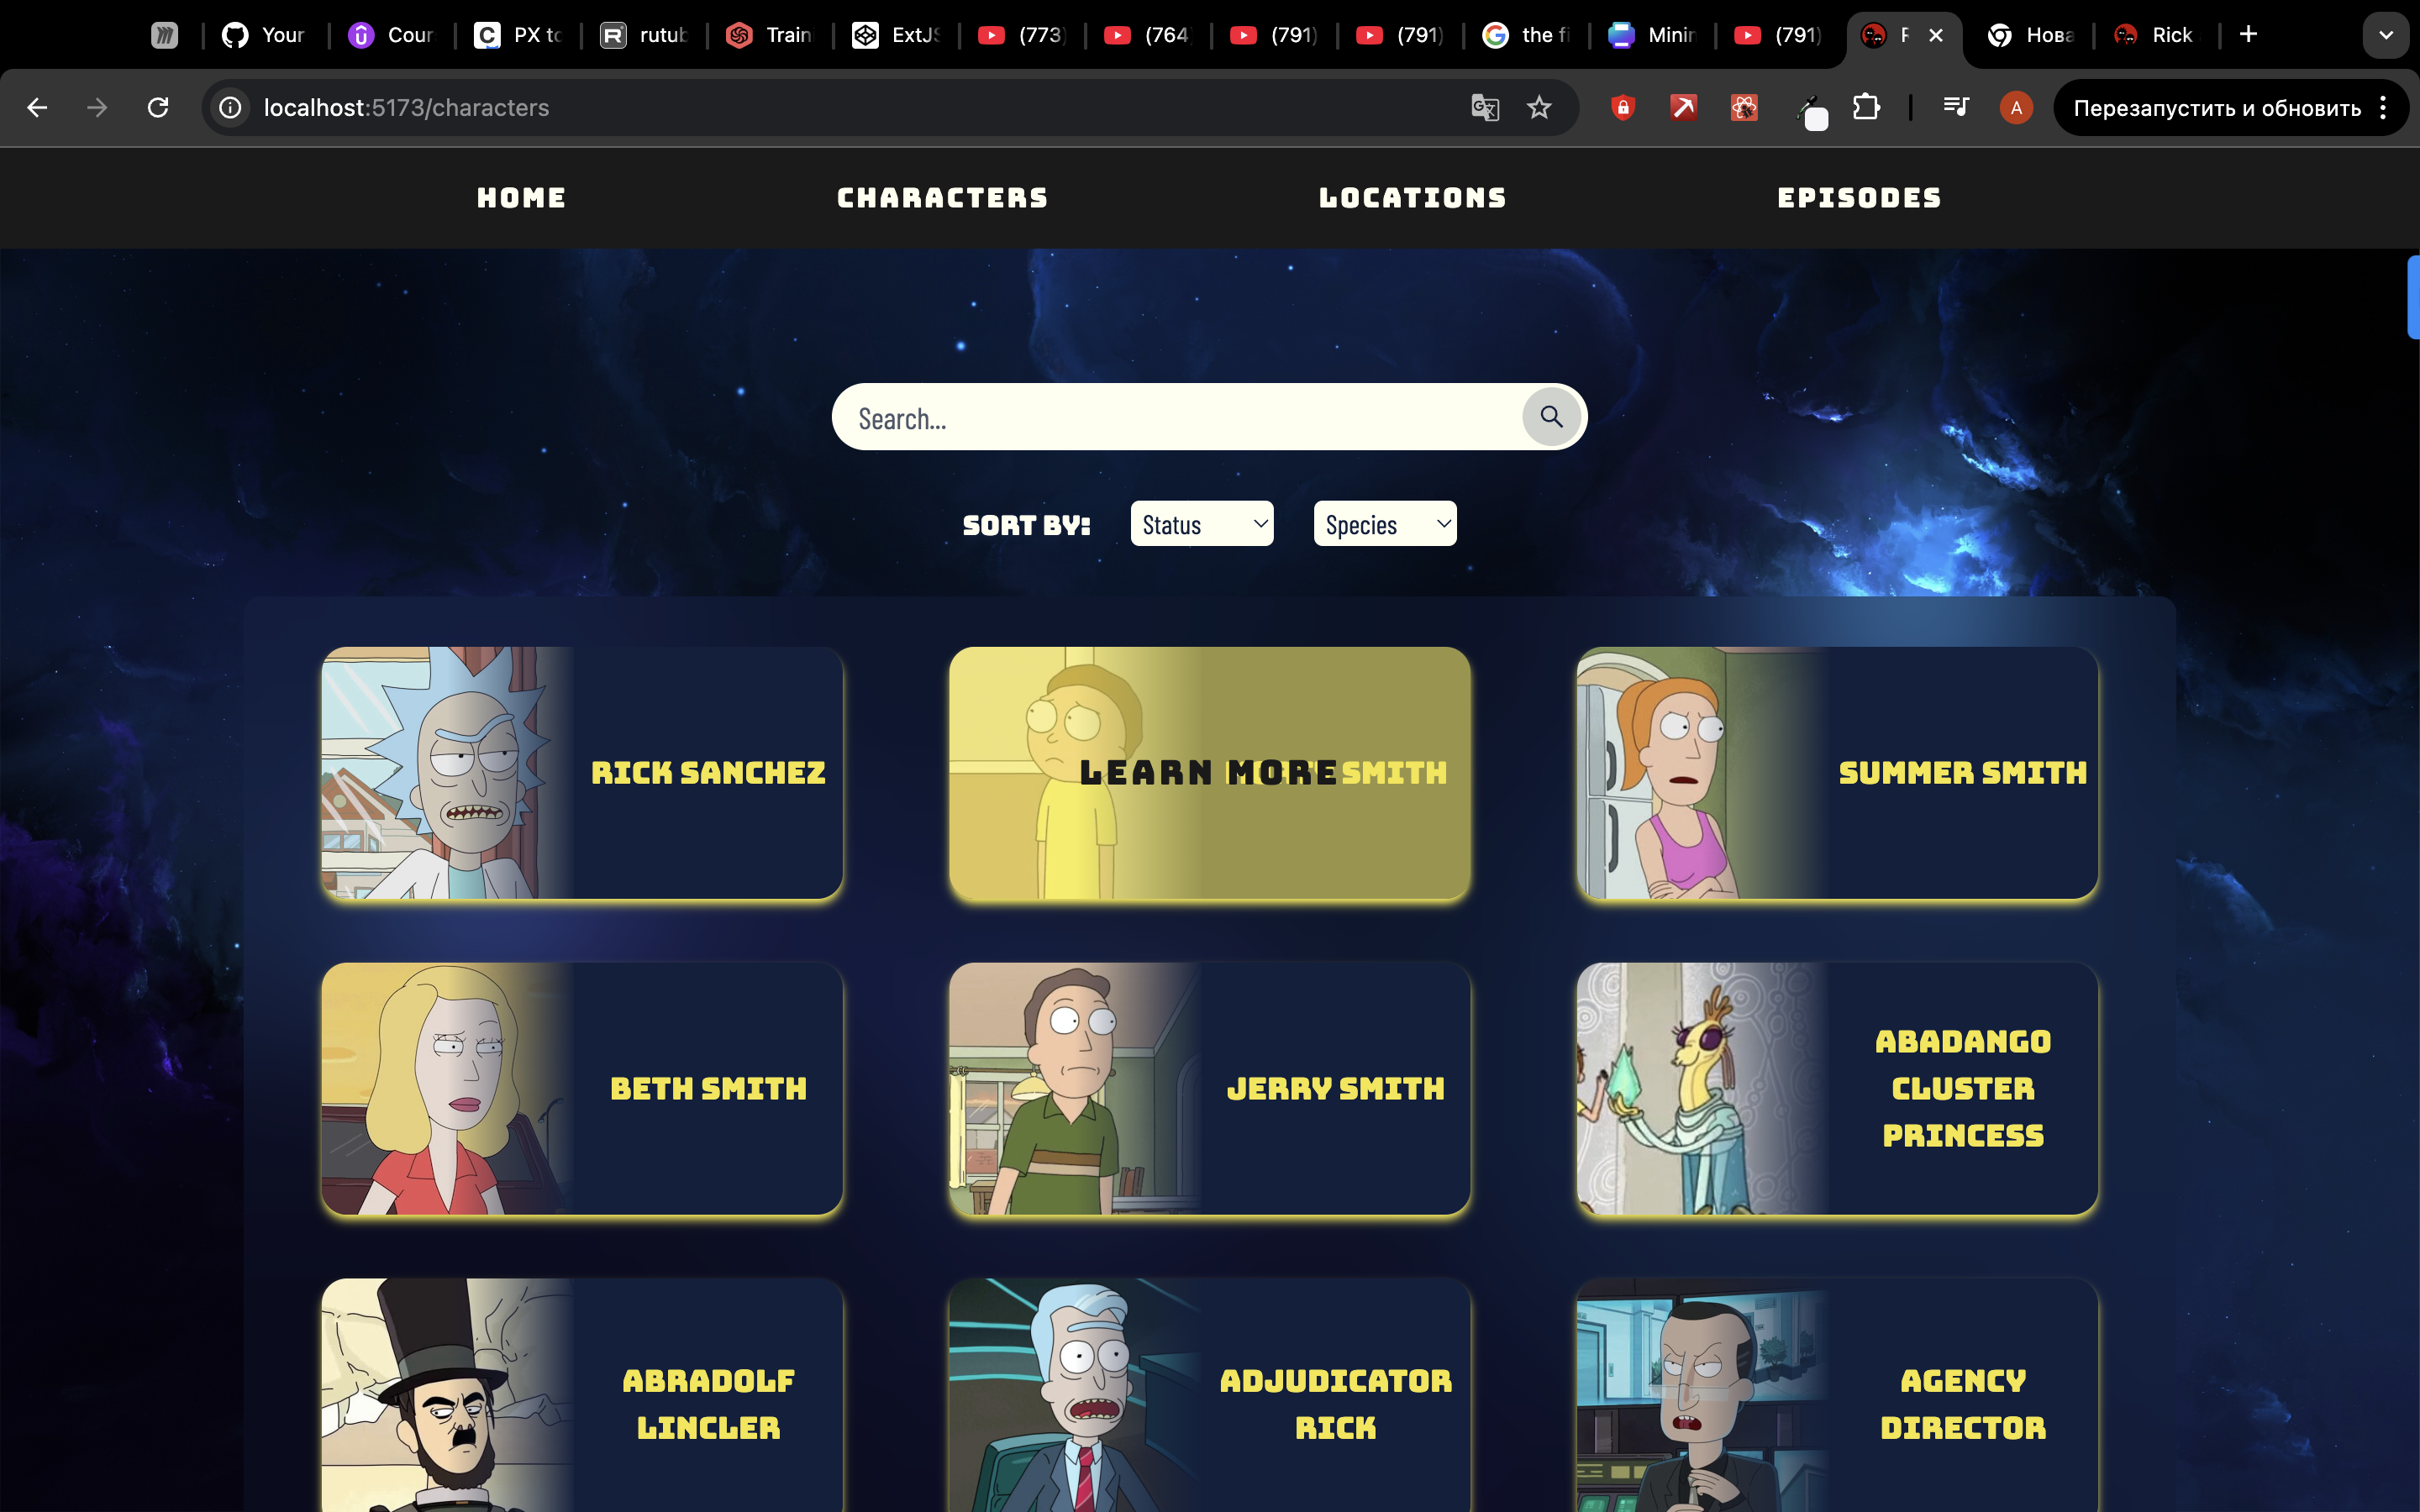 Your
Cour
PX to
rutub
Train
ExtJS
(773)
(764
(791)
(791)
the fi
Minin
(791)
Нова
Rick
localhost:5173/characters
A
Перезапустить и обновить
HOME
CHARACTERS
LOCATIONS
EPISODES
Search...
SORT BY:
Status
Species
RICK SANCHEZ
LEARN MORE
SMITH
SUMMER SMITH
BETH SMITH
JERRY SMITH
ABADANGO
CLUSTER
PRINCESS
ABRADOLF
LINCLER
ADJUDICATOR
RICK
AGENCY
DIRECTOR